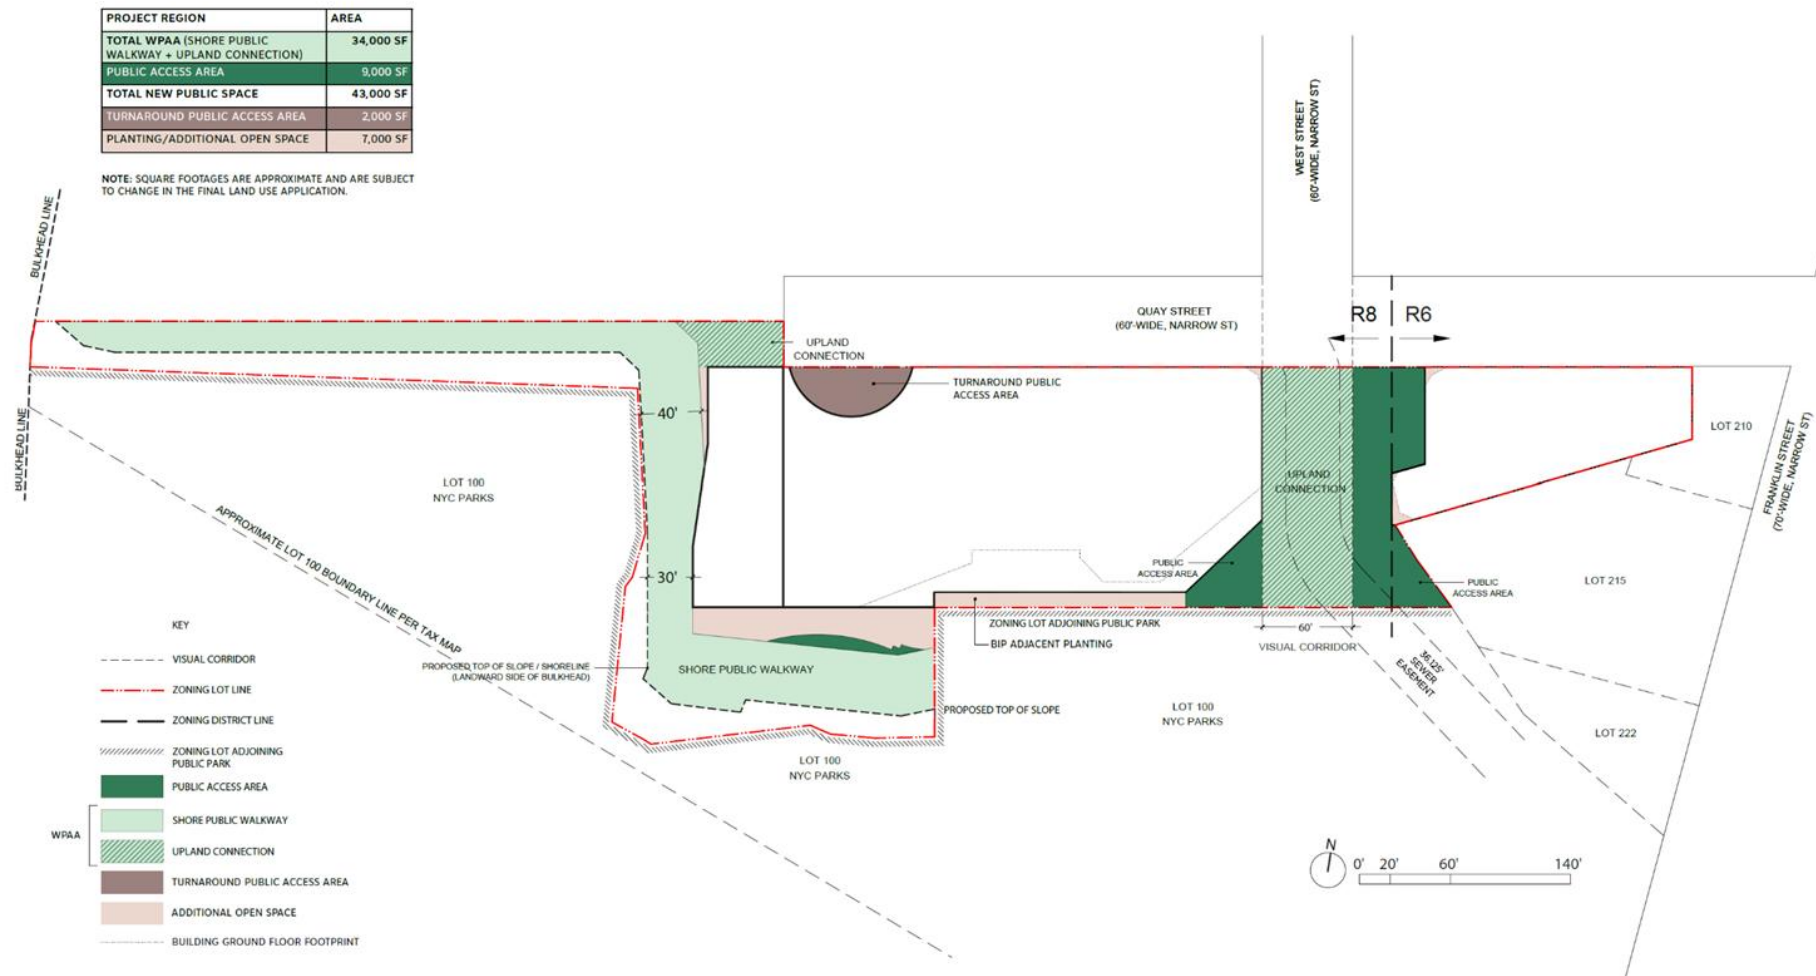 PROJECT REGION AREA
TOTAL WPAA (SHORE PUBLIC
WALKWAY + UPLAND CONNECTION) 34,000 SF
PUBLIC ACCESS AREA 9,000 SF
TOTAL NEW PUBLIC SPACE 43,000 SF
TURNAROUND PUBLIC ACCESS AREA 2,000 SF
PLANTING/ADDITIONAL OPEN SPACE 7,000 SF
NOTE: SQUARE FOOTAGES ARE APPROXIMATE AND ARE SUBJECT
TO CHANGE IN THE FINAL LAND USE APPLICATION.
BULKHEAD LINE
BULKHEAD LINE
WEST STREET
(60'-WIDE, NARROW ST)
QUAY STREET
(60'-WIDE, NARROW ST)
R8
R6
UPLAND
CONNECTION
TURNAROUND PUBLIC
ACCESS AREA
40'
LOT 210
FRANKLIN STREET
(70'-WIDE, NARROW ST)
LOT 100
NYC PARKS
UPLAND
CONNECTION
APPROXIMATE LOT 100 BOUNDARY LINE PER TAX MAP
30'
PUBLIC
ACCESS AREA
PUBLIC
ACCESS AREA
LOT 215
ZONING LOT ADJOINING PUBLIC PARK
BIP ADJACENT PLANTING
60'
VISUAL CORRIDOR
36.125'
SEWER
EASEMENT
PROPOSED TOP OF SLOPE / SHORELINE
(LANDWARD SIDE OF BULKHEAD)
SHORE PUBLIC WALKWAY
PROPOSED TOP OF SLOPE
LOT 100
NYC PARKS
LOT 222
LOT 100
NYC PARKS
KEY
VISUAL CORRIDOR
ZONING LOT LINE
ZONING DISTRICT LINE
ZONING LOT ADJOINING
PUBLIC PARK
PUBLIC ACCESS AREA
WPAA
SHORE PUBLIC WALKWAY
UPLAND CONNECTION
TURNAROUND PUBLIC ACCESS AREA
ADDITIONAL OPEN SPACE
BUILDING GROUND FLOOR FOOTPRINT
N
0' 20' 60' 140'